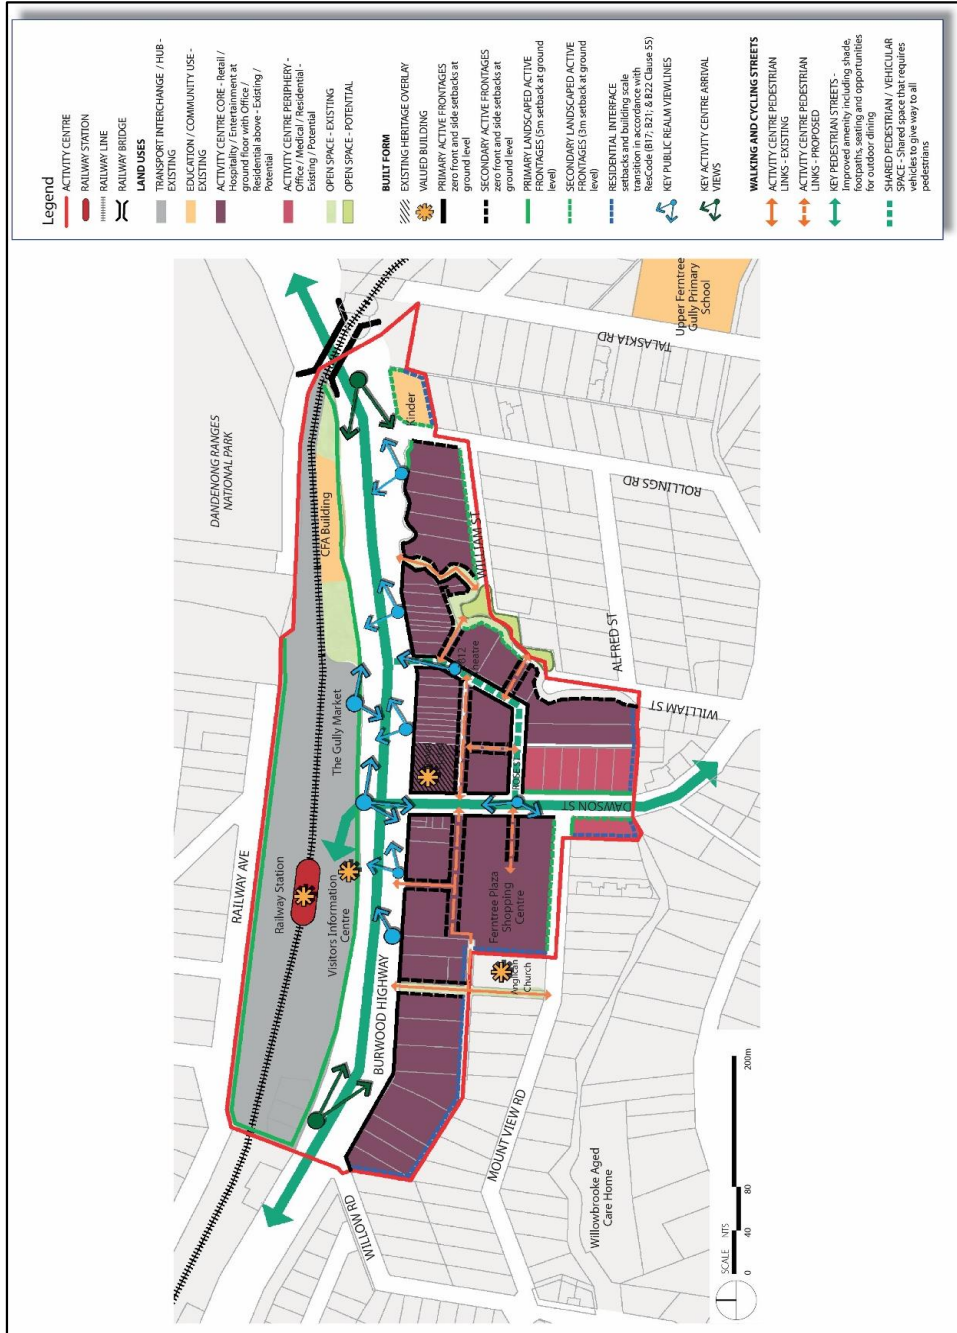 Legend
ACTIVITY CENTRE
RAILWAY STATION
RAILWAY LINE
RAILWAY BRIDGE
LAND USES
TRANSPORT INTERCHANGE / HUB -
EXISTING
EDUCATION / COMMUNITY USE -
EXISTING
ACTIVITY CENTRE CORE - Retail /
Hospitality / Entertainment at
ground floor with Office /
Residential above - Existing /
Potential
ACTIVITY CENTRE PERIPHERY -
Office / Medical / Residential -
Existing / Potential
OPEN SPACE - EXISTING
OPEN SPACE - POTENTIAL
BUILT FORM
EXISTING HERITAGE OVERLAY
VALUED BUILDING
PRIMARY ACTIVE FRONTAGES
zero front and side setbacks at
ground level
SECONDARY ACTIVE FRONTAGES
zero front and side setbacks at
ground level
PRIMARY LANDSCAPED ACTIVE
FRONTAGES (5m setback at ground
level)
SECONDARY LANDSCAPED ACTIVE
FRONTAGES (3m setback at ground
level)
RESIDENTIAL INTERFACE
setbacks and building scale
transition in accordance with
ResCode (B17; B21; & B22 Clause 55)
KEY PUBLIC REALM VIEWLINES
KEY ACTIVITY CENTRE ARRIVAL
VIEWS
WALKING AND CYCLING STREETS
ACTIVITY CENTRE PEDESTRIAN
LINKS - EXISTING
ACTIVITY CENTRE PEDESTRIAN
LINKS - PROPOSED
KEY PEDESTRIAN STREETS -
Improved amenity including shade,
footpaths, seating and opportunities
for outdoor dining
SHARED PEDESTRIAN / VEHICULAR
SPACE - Shared space that requires
vehicles to give way to all
pedestrians
DANDENONG RANGES
NATIONAL PARK
RAILWAY AVE
Railway Station
The Gully Market
CFA Building
Visitors Information
Centre
BURWOOD HIGHWAY
Kinder
Upper Ferntree
Gully Primary
School
TALASKIA RD
ROLLINGS RD
WILLIAM ST
ALFRED ST
WILLIAM ST
DAWSON ST
Ferntree Plaza
Shopping
Centre
Anglican
Church
WILLOW RD
MOUNT VIEW RD
Willowbrooke Aged
Care Home
SCALE NTS
0 40 80 200m